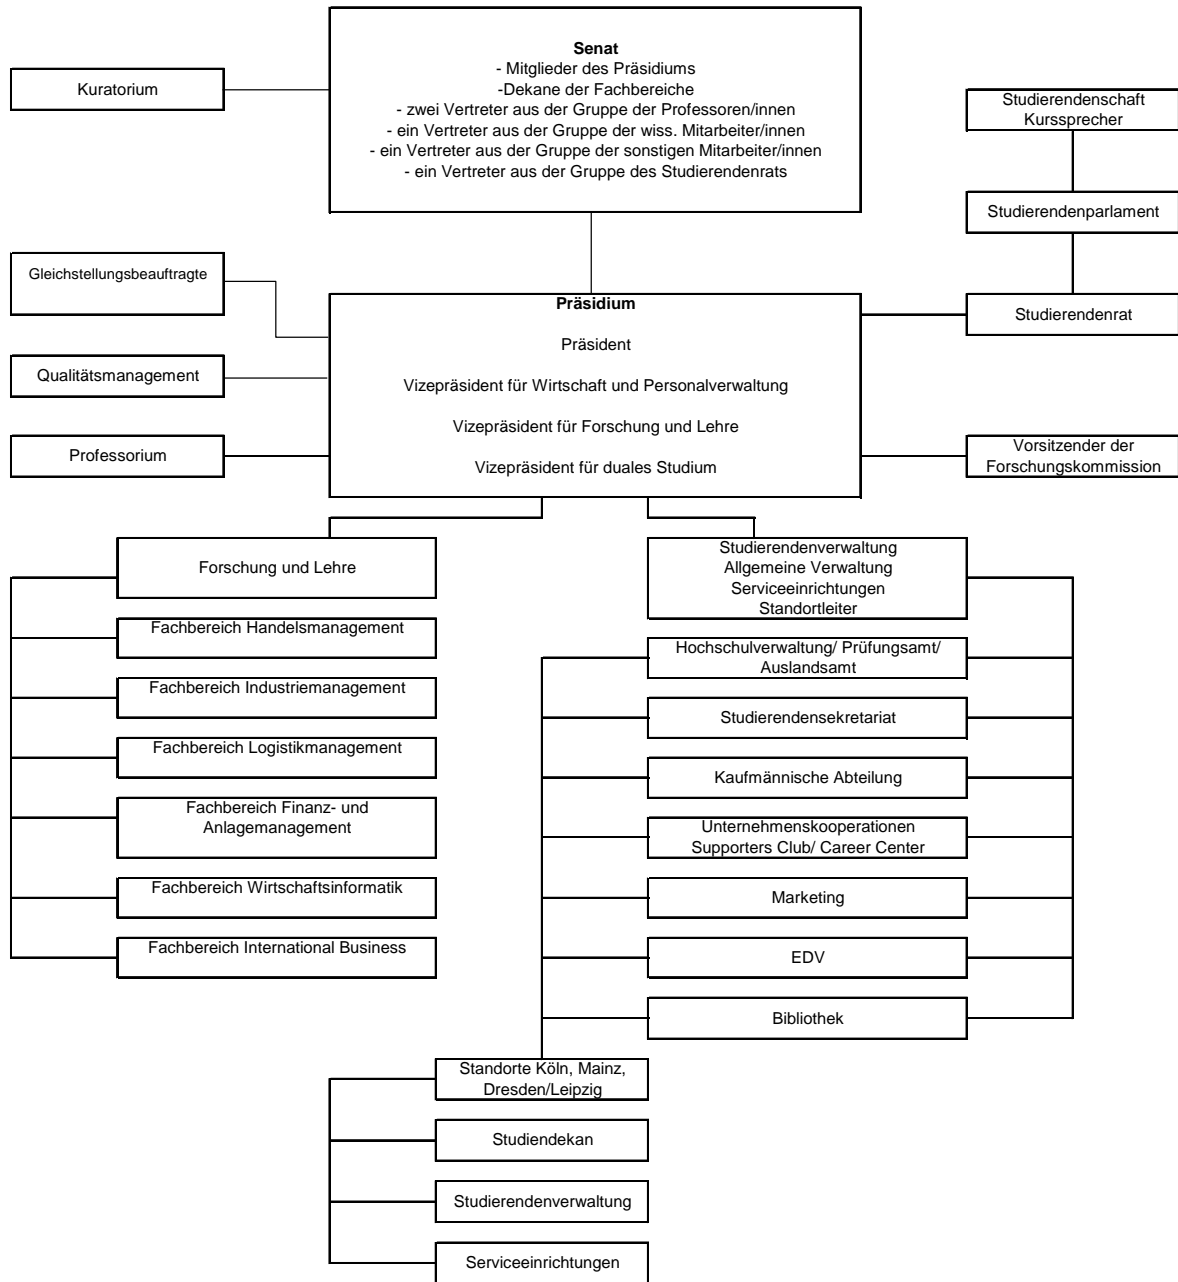 Senat
- Mitglieder des Präsidiums
-Dekane der Fachbereiche
- zwei Vertreter aus der Gruppe der Professoren/innen
- ein Vertreter aus der Gruppe der wiss. Mitarbeiter/innen
- ein Vertreter aus der Gruppe der sonstigen Mitarbeiter/innen
- ein Vertreter aus der Gruppe des Studierendenrats
Kuratorium
Studierendenschaft
Kurssprecher
Studierendenparlament
Studierendenrat
Gleichstellungsbeauftragte
Qualitätsmanagement
Professorium
Präsidium
Präsident
Vizepräsident für Wirtschaft und Personalverwaltung
Vizepräsident für Forschung und Lehre
Vizepräsident für duales Studium
Vorsitzender der
Forschungskommission
Forschung und Lehre
Fachbereich Handelsmanagement
Fachbereich Industriemanagement
Fachbereich Logistikmanagement
Fachbereich Finanz- und
Anlagemanagement
Fachbereich Wirtschaftsinformatik
Fachbereich International Business
Studierendenverwaltung
Allgemeine Verwaltung
Serviceeinrichtungen
Standortleiter
Hochschulverwaltung/ Prüfungsamt/
Auslandsamt
Studierendensekretariat
Kaufmännische Abteilung
Unternehmenskooperationen
Supporters Club/ Career Center
Marketing
EDV
Bibliothek
Standorte Köln, Mainz,
Dresden/Leipzig
Studiendekan
Studierendenverwaltung
Serviceeinrichtungen